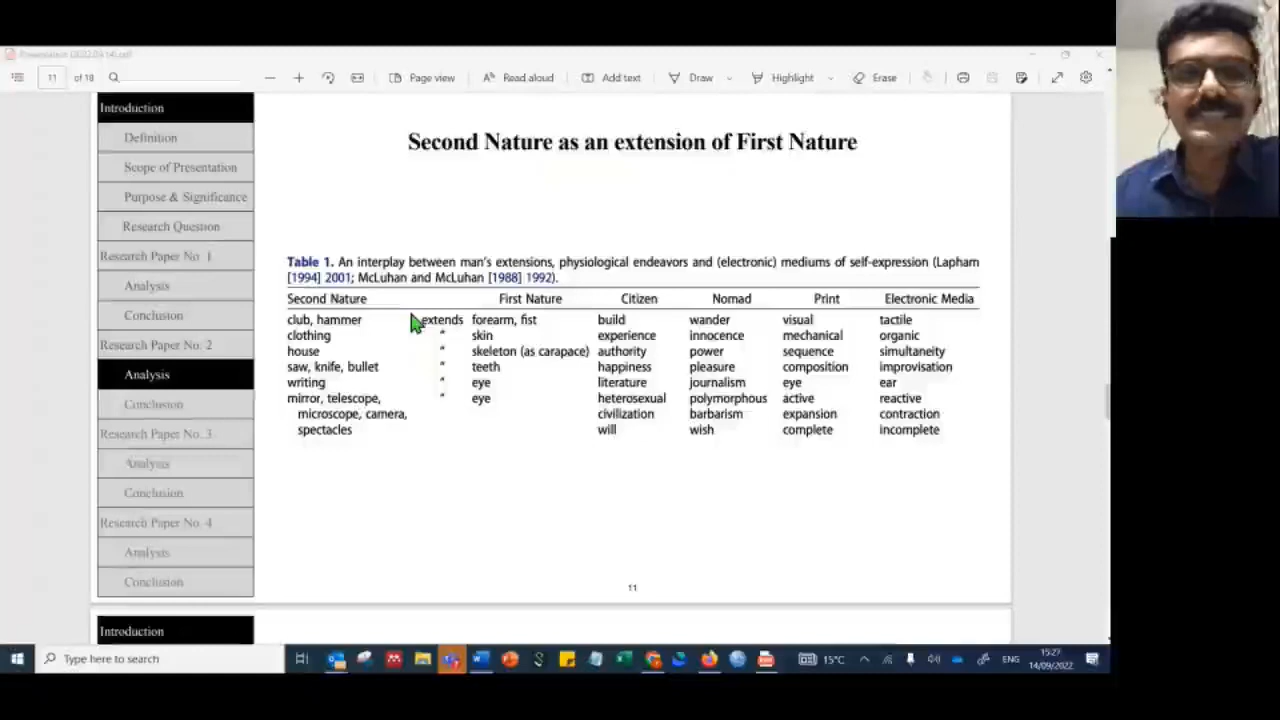 Presentation (2022.09.14).pdf
11 of 18
Page view
Read aloud
Add text
Draw
Highlight
Erase
Introduction
Definition
Scope of Presentation
Purpose & Significance
Research Question
Research Paper No. 1
Analysis
Conclusion
Research Paper No. 2
Analysis
Conclusion
Research Paper No. 3
Analysis
Conclusion
Research Paper No. 4
Analysis
Conclusion
Second Nature as an extension of First Nature
Table 1. An interplay between man's extensions, physiological endeavors and (electronic) mediums of self-expression (Lapham
[1994] 2001; McLuhan and McLuhan [1988] 1992).
Second Nature First Nature Citizen Nomad Print Electronic Media
club, hammer extends forearm, fist build wander visual tactile
clothing " skin experience innocence mechanical organic
house " skeleton (as carapace) authority power sequence simultaneity
saw, knife, bullet " teeth happiness pleasure composition improvisation
writing " eye literature journalism eye ear
mirror, telescope, " eye heterosexual polymorphous active reactive
microscope, camera, civilization barbarism expansion contraction
spectacles will wish complete incomplete
11
Introduction
Type here to search
15°C
ENG
15:27
14/09/2022